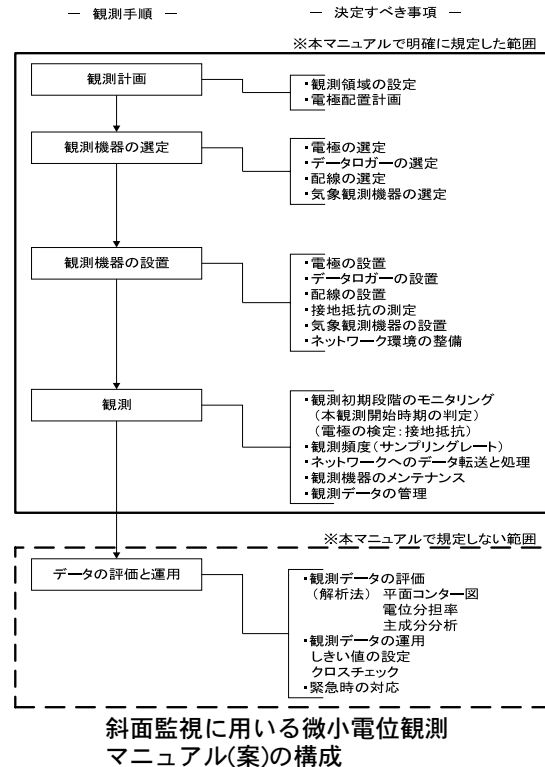 ― 観測手順 ―
― 決定すべき事項 ―
※本マニュアルで明確に規定した範囲
観測計画
・観測領域の設定
・電極配置計画
観測機器の選定
・電極の選定
・データロガーの選定
・配線の選定
・気象観測機器の選定
観測機器の設置
・電極の設置
・データロガーの設置
・配線の設置
・接地抵抗の測定
・気象観測機器の設置
・ネットワーク環境の整備
観測
・観測初期段階のモニタリング
(本観測開始時期の判定)
(電極の検定:接地抵抗)
・観測頻度(サンプリングレート)
・ネットワークへのデータ転送と処理
・観測機器のメンテナンス
・観測データの管理
※本マニュアルで規定しない範囲
データの評価と運用
・観測データの評価
(解析法) 平面コンター図
電位分担率
主成分分析
・観測データの運用
しきい値の設定
クロスチェック
・緊急時の対応
斜面監視に用いる微小電位観測
マニュアル(案)の構成